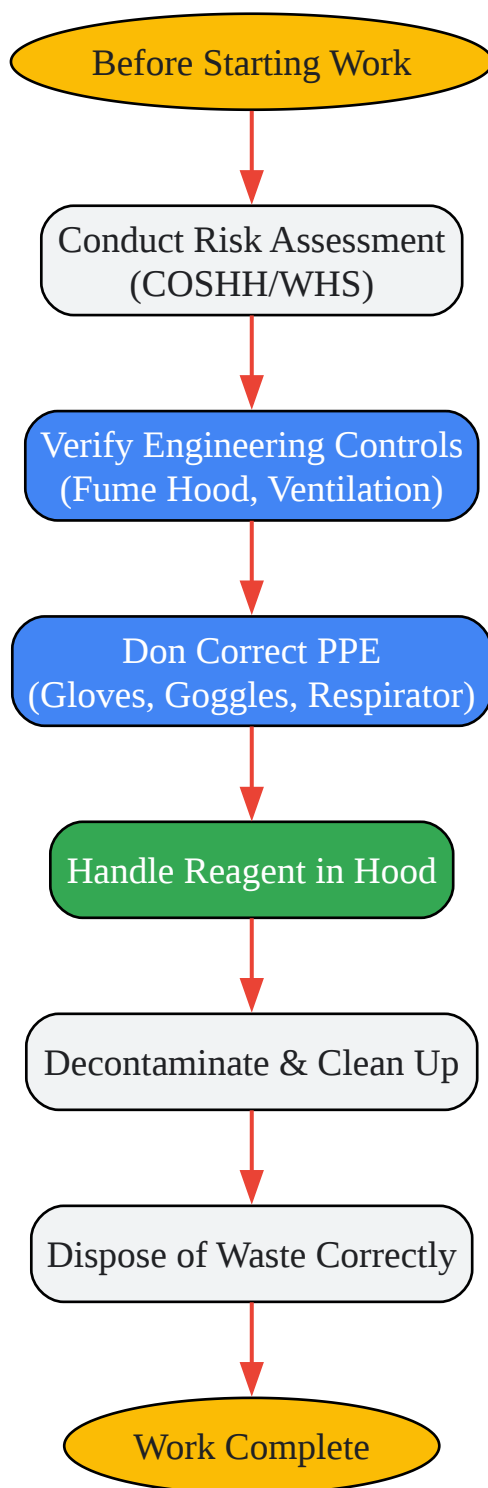 Before Starting Work
Conduct Risk Assessment
(COSHH/WHS)
Verify Engineering Controls
(Fume Hood, Ventilation)
Don Correct PPE
(Gloves, Goggles, Respirator)
Handle Reagent in Hood
Decontaminate & Clean Up
Dispose of Waste Correctly
Work Complete